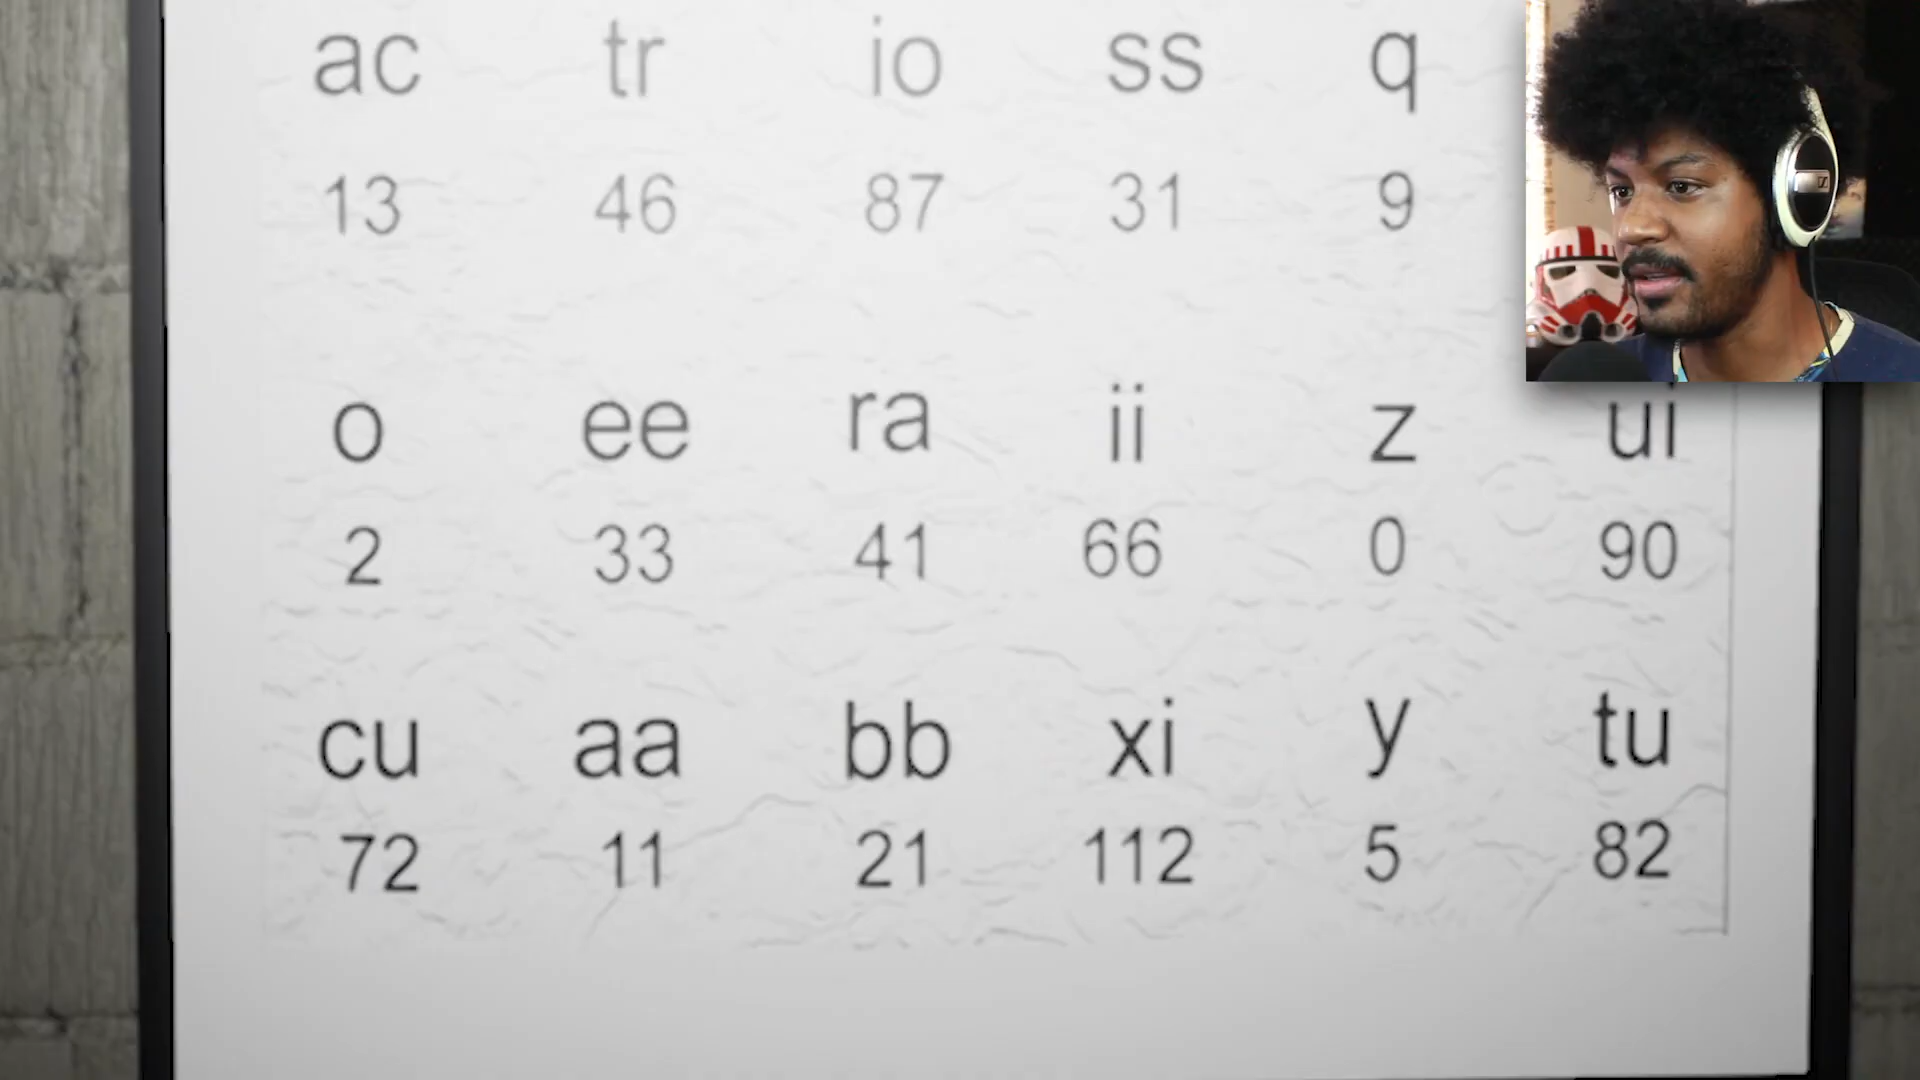 ac tr io ss q
13 46 87 31 9
o ee ra ii z ui
2 33 41 66 0 90
cu aa bb xi y tu
72 11 21 112 5 82